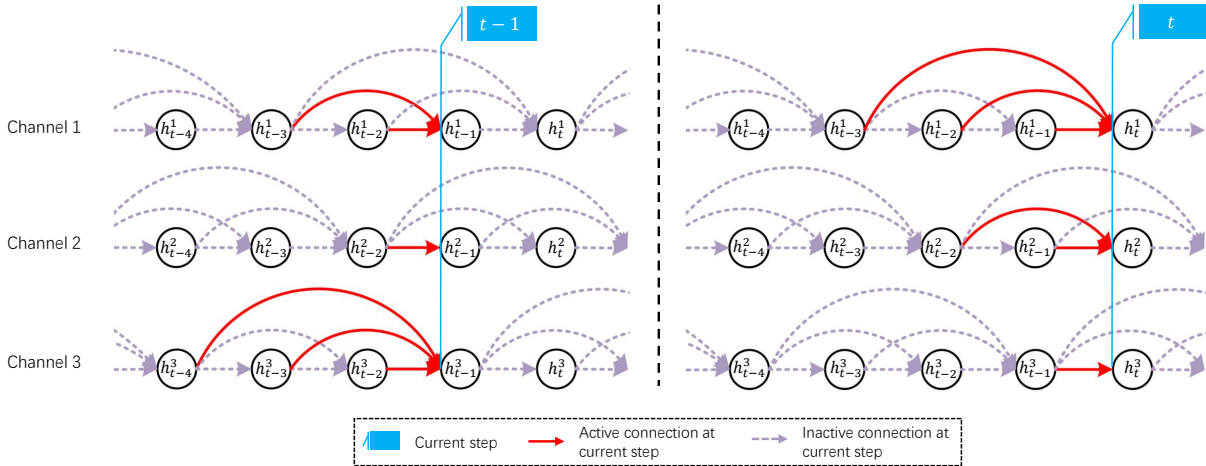 t − 1 t
Channel 1 h¹ₜ₋₄ h¹ₜ₋₃ h¹ₜ₋₂ h¹ₜ₋₁ h¹ₜ h¹ₜ₋₄ h¹ₜ₋₃ h¹ₜ₋₂ h¹ₜ₋₁ h¹ₜ
Channel 2 h²ₜ₋₄ h²ₜ₋₃ h²ₜ₋₂ h²ₜ₋₁ h²ₜ h²ₜ₋₄ h²ₜ₋₃ h²ₜ₋₂ h²ₜ₋₁ h²ₜ
Channel 3 h³ₜ₋₄ h³ₜ₋₃ h³ₜ₋₂ h³ₜ₋₁ h³ₜ h³ₜ₋₄ h³ₜ₋₃ h³ₜ₋₂ h³ₜ₋₁ h³ₜ
Current step
Active connection at
current step
Inactive connection at
current step